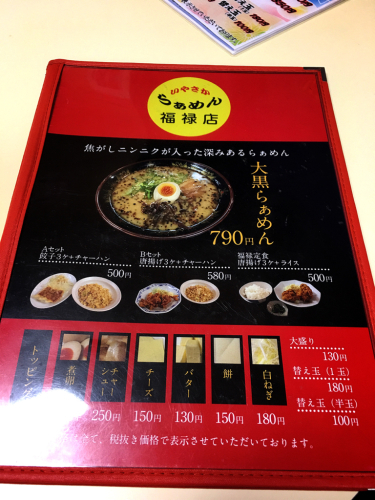 いやさか
らぁめん
福禄店
焦がしニンニクが入った深みあるらぁめん
大黒らぁめん
790円
Aセット
餃子3ケ+チャーハン
500円
Bセット
唐揚げ3ケ+チャーハン
580円
福禄定食
唐揚げ3ケ+ライス
500円
トッピング
煮卵
チャーシュー
250円
チーズ
150円
バター
130円
餅
150円
白ねぎ
180円
大盛り
130円
替え玉(1玉)
180円
替え玉(半玉)
100円
税抜き価格で表示させていただいております。